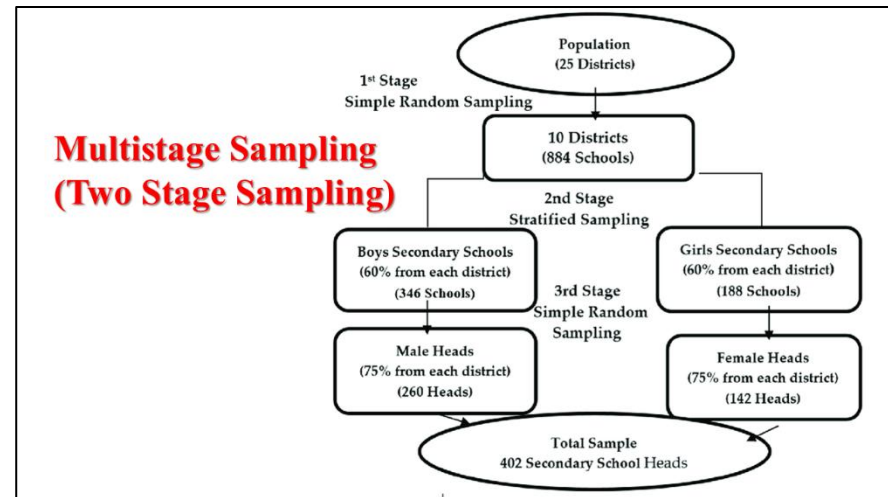 Population
(25 Districts)
1st Stage
Simple Random Sampling
Multistage Sampling
(Two Stage Sampling)
10 Districts
(884 Schools)
2nd Stage
Stratified Sampling
Boys Secondary Schools
(60% from each district)
(346 Schools)
Girls Secondary Schools
(60% from each district)
(188 Schools)
3rd Stage
Simple Random
Sampling
Male Heads
(75% from each district)
(260 Heads)
Female Heads
(75% from each district)
(142 Heads)
Total Sample
402 Secondary School Heads